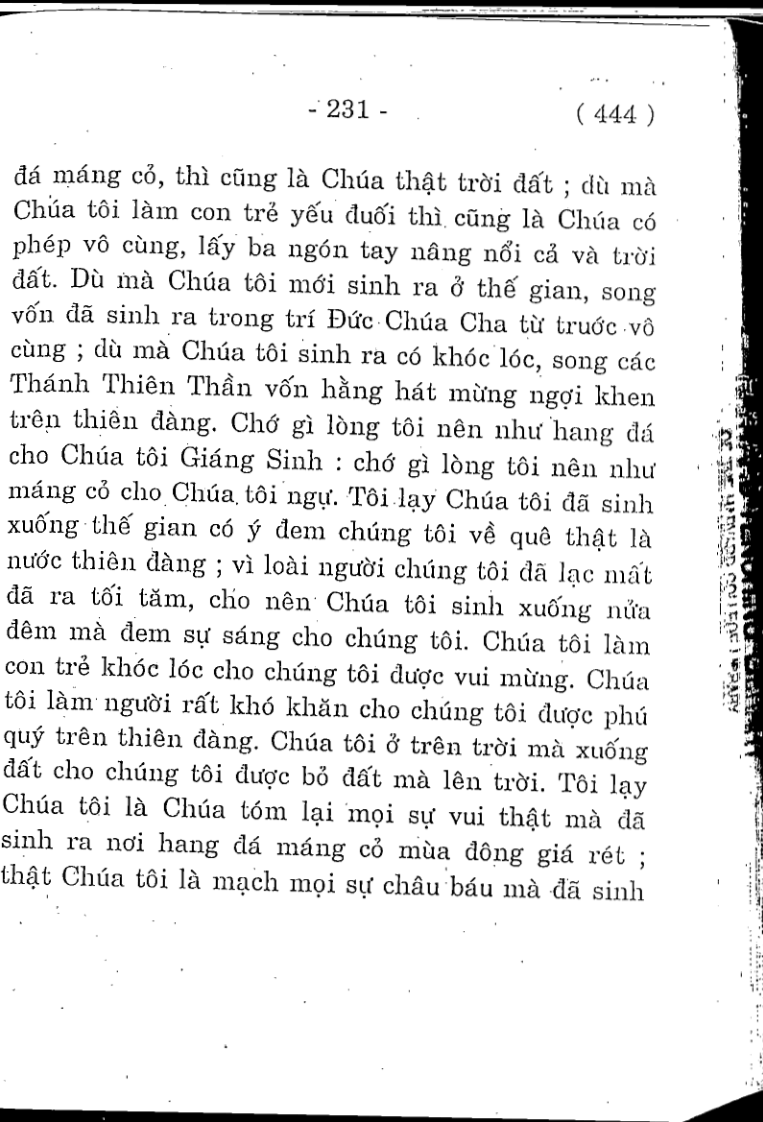 - 231 -
( 444 )
đá máng cỏ, thì cũng là Chúa thật trời đất ; dù mà
Chúa tôi làm con trẻ yếu đuối thì cũng là Chúa có
phép vô cùng, lấy ba ngón tay nâng nổi cả và trời
đất. Dù mà Chúa tôi mới sinh ra ở thế gian, song
vốn đã sinh ra trong trí Đức Chúa Cha từ truớc vô
cùng ; dù mà Chúa tôi sinh ra có khóc lóc, song các
Thánh Thiên Thần vốn hằng hát mừng ngợi khen
trên thiên đàng. Chớ gì lòng tôi nên như hang đá
cho Chúa tôi Giáng Sinh : chớ gì lòng tôi nên như
máng cỏ cho Chúa tôi ngự. Tôi lạy Chúa tôi đã sinh
xuống thế gian có ý đem chúng tôi về quê thật là
nước thiên đàng ; vì loài người chúng tôi đã lạc mất
đã ra tối tăm, cho nên Chúa tôi sinh xuống nửa
đêm mà đem sự sáng cho chúng tôi. Chúa tôi làm
con trẻ khóc lóc cho chúng tôi được vui mừng. Chúa
tôi làm người rất khó khăn cho chúng tôi được phú
quý trên thiên đàng. Chúa tôi ở trên trời mà xuống
đất cho chúng tôi được bỏ đất mà lên trời. Tôi lạy
Chúa tôi là Chúa tóm lại mọi sự vui thật mà đã
sinh ra nơi hang đá máng cỏ mùa đông giá rét ;
thật Chúa tôi là mạch mọi sự châu báu mà đã sinh